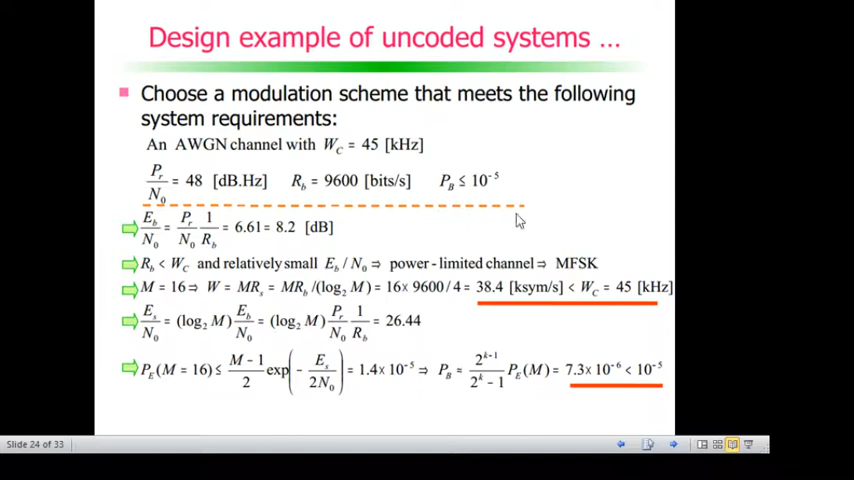 Design example of uncoded systems ...
Choose a modulation scheme that meets the following
system requirements:
An AWGN channel with W_C = 45 [kHz]
P_r/N_0 = 48 [dB.Hz] R_b = 9600 [bits/s] P_B ≤ 10^-5
E_b/N_0 = P_r/N_0 1/R_b = 6.61 = 8.2 [dB]
R_b < W_C and relatively small E_b / N_0 ⇒ power - limited channel ⇒ MFSK
M = 16 ⇒ W = MR_s = MR_b /(log_2 M) = 16 × 9600 / 4 = 38.4 [ksym/s] < W_C = 45 [kHz]
E_s/N_0 = (log_2 M) E_b/N_0 = (log_2 M) P_r/N_0 1/R_b = 26.44
P_E (M = 16) ≤ M − 1/2 exp(− E_s/2N_0) = 1.4 × 10^-5 ⇒ P_B ≈ 2^k-1/2^k − 1 P_E (M) = 7.3 × 10^-6 < 10^-5
Slide 24 of 33